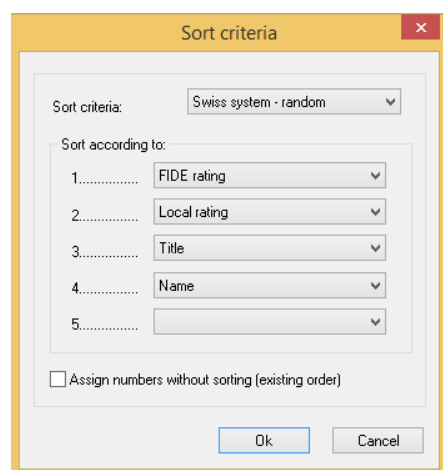 Sort criteria
Sort criteria: Swiss system - random
Sort according to:
1............... FIDE rating
2............... Local rating
3............... Title
4............... Name
5...............
Assign numbers without sorting (existing order)
Ok Cancel